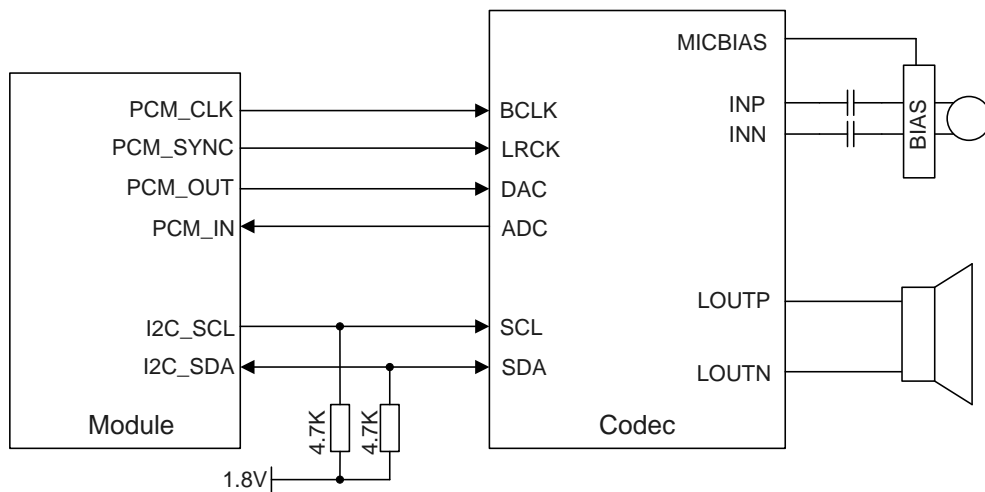 PCM_CLK
PCM_SYNC
PCM_OUT
PCM_IN
I2C_SCL
I2C_SDA
Module
4.7K
4.7K
1.8V
BCLK
LRCK
DAC
ADC
SCL
SDA
MICBIAS
INP
INN
LOUTP
LOUTN
Codec
BIAS